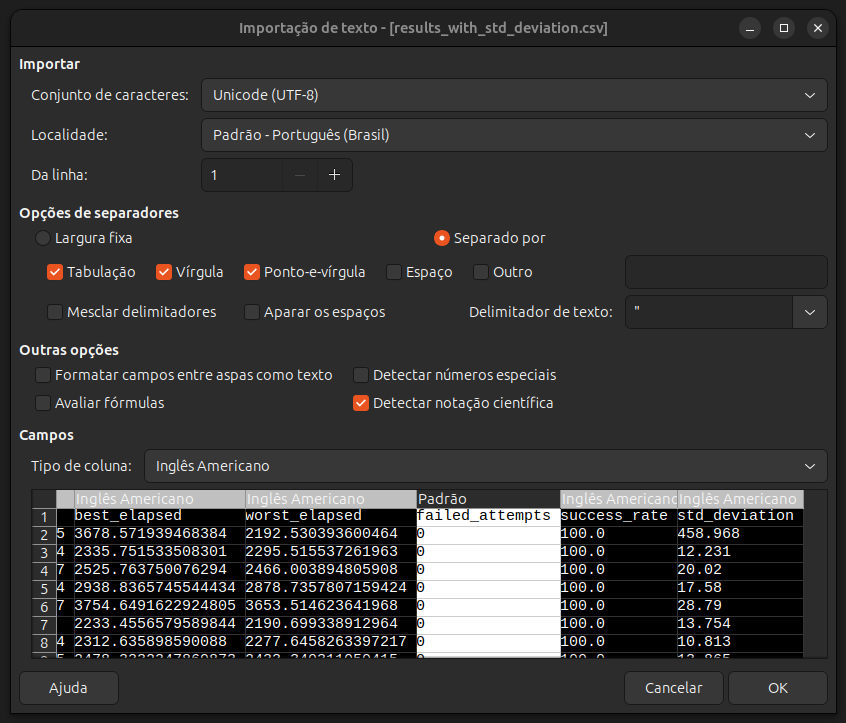 Importação de texto - [results_with_std_deviation.csv]
Importar
Conjunto de caracteres: Unicode (UTF-8)
Localidade: Padrão - Português (Brasil)
Da linha: 1
Opções de separadores
Largura fixa Separado por
Tabulação Vírgula Ponto-e-vírgula Espaço Outro
Mesclar delimitadores Aparar os espaços Delimitador de texto: "
Outras opções
Formatar campos entre aspas como texto Detectar números especiais
Avaliar fórmulas Detectar notação científica
Campos
Tipo de coluna: Inglês Americano
Inglês Americano Inglês Americano Padrão Inglês Americano Inglês Americano
1 best_elapsed worst_elapsed failed_attempts success_rate std_deviation
2 5 3678.571939468384 2192.530393600464 0 100.0 458.968
3 4 2335.751533508301 2295.515537261963 0 100.0 12.231
4 7 2525.763750076294 2466.003894805908 0 100.0 20.02
5 4 2938.8365745544434 2878.7357807159424 0 100.0 17.58
6 7 3754.6491622924805 3653.514623641968 0 100.0 28.79
7 2233.4556579589844 2190.699338912964 0 100.0 13.754
8 4 2312.635898590088 2277.6458263397217 0 100.0 10.813
Ajuda Cancelar OK